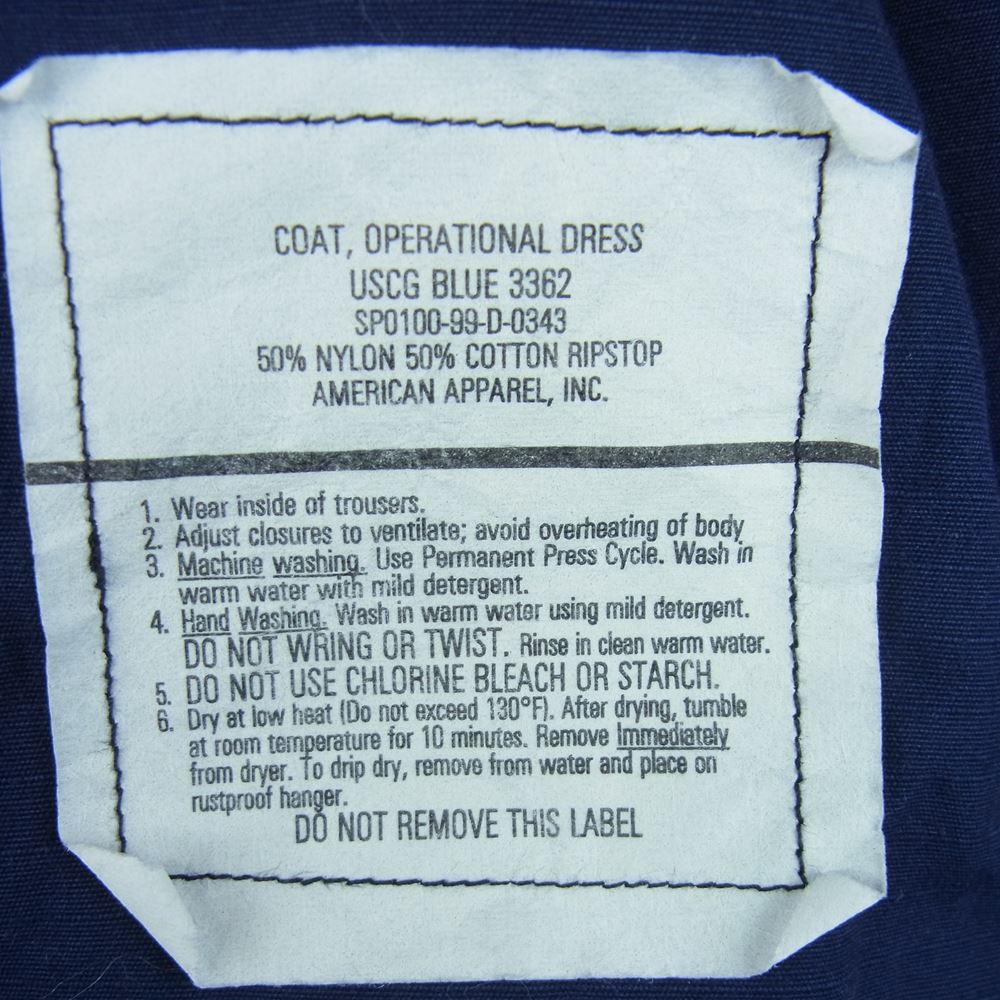 COAT, OPERATIONAL DRESS
USCG BLUE 3362
SP0100-99-D-0343
50% NYLON 50% COTTON RIPSTOP
AMERICAN APPAREL, INC.
1. Wear inside of trousers.
2. Adjust closures to ventilate; avoid overheating of body
3. Machine washing. Use Permanent Press Cycle. Wash in
warm water with mild detergent.
4. Hand Washing. Wash in warm water using mild detergent.
DO NOT WRING OR TWIST. Rinse in clean warm water.
5. DO NOT USE CHLORINE BLEACH OR STARCH.
6. Dry at low heat (Do not exceed 130°F). After drying, tumble
at room temperature for 10 minutes. Remove Immediately
from dryer. To drip dry, remove from water and place on
rustproof hanger.
DO NOT REMOVE THIS LABEL